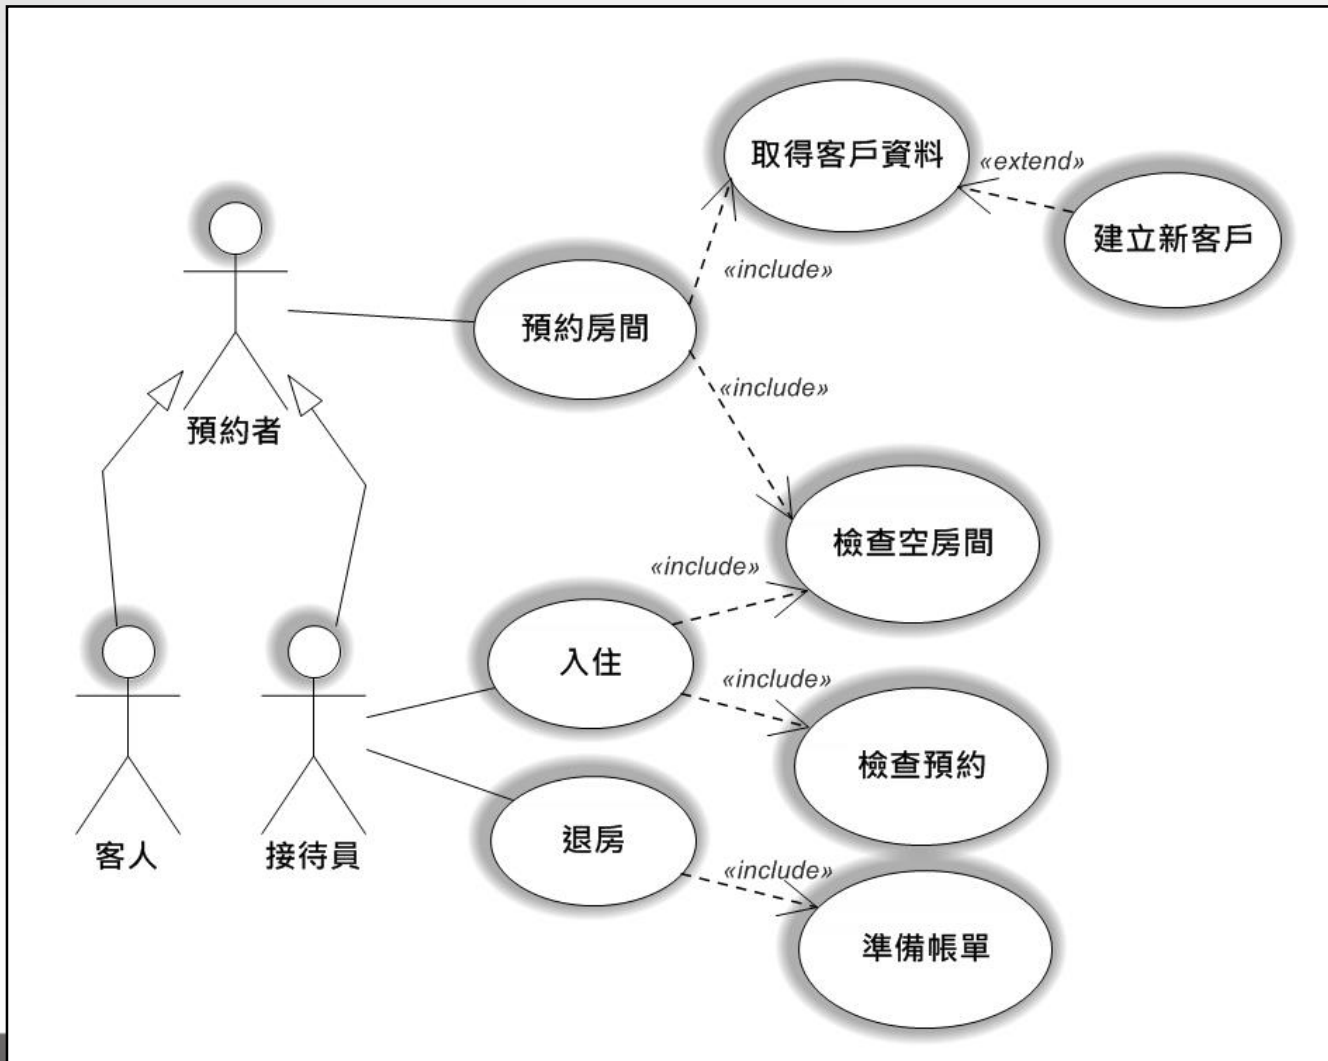 取得客戶資料
«extend»
建立新客戶
«include»
預約房間
«include»
預約者
檢查空房間
«include»
入住
«include»
檢查預約
退房
客人
接待員
«include»
準備帳單